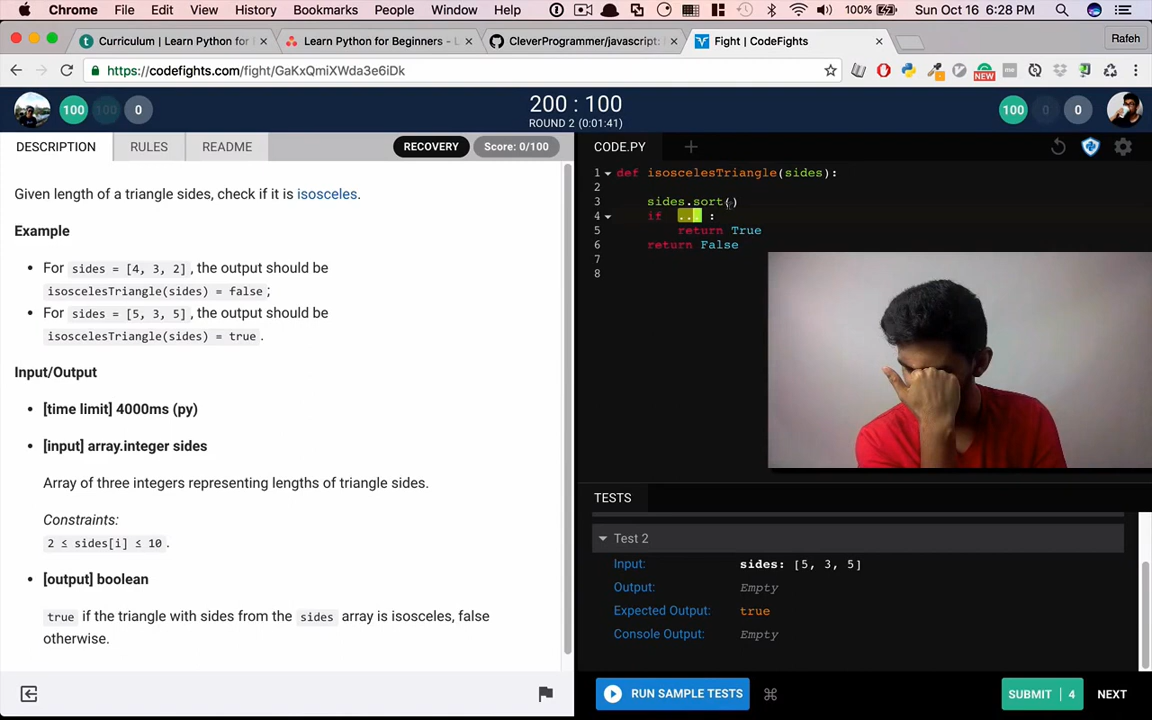 Chrome File Edit View History Bookmarks People Window Help 100% Sun Oct 16 6:28 PM
Curriculum | Learn Python for
Learn Python for Beginners - L
CleverProgrammer/javascript:
Fight | CodeFights
Rafeh
https://codefights.com/fight/GaKxQmiXWda3e6iDk
NEW
100 100 0
200 : 100
ROUND 2 (0:01:41)
100 0 0
DESCRIPTION RULES README
RECOVERY Score: 0/100
CODE.PY
Given length of a triangle sides, check if it is isosceles.
Example
For sides = [4, 3, 2], the output should be
isoscelesTriangle(sides) = false;
For sides = [5, 3, 5], the output should be
isoscelesTriangle(sides) = true.
Input/Output
[time limit] 4000ms (py)
[input] array.integer sides
Array of three integers representing lengths of triangle sides.
Constraints:
2 ≤ sides[i] ≤ 10.
[output] boolean
true if the triangle with sides from the sides array is isosceles, false
otherwise.
1 def isoscelesTriangle(sides):
2
3 sides.sort()
4 if ... :
5 return True
6 return False
7
8
TESTS
Test 2
Input: sides: [5, 3, 5]
Output: Empty
Expected Output: true
Console Output: Empty
RUN SAMPLE TESTS
SUBMIT | 4
NEXT